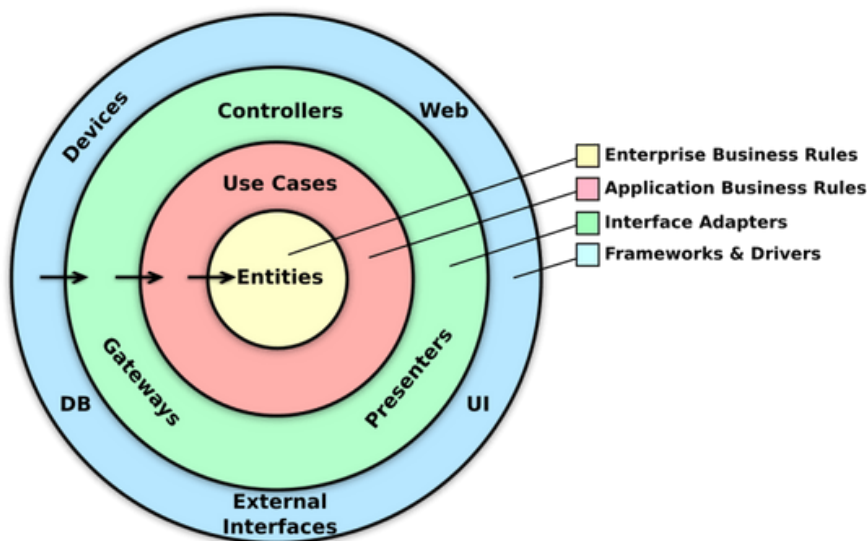 Devices
Controllers
Web
Use Cases
Entities
Gateways
Presenters
DB
UI
External
Interfaces
Enterprise Business Rules
Application Business Rules
Interface Adapters
Frameworks & Drivers